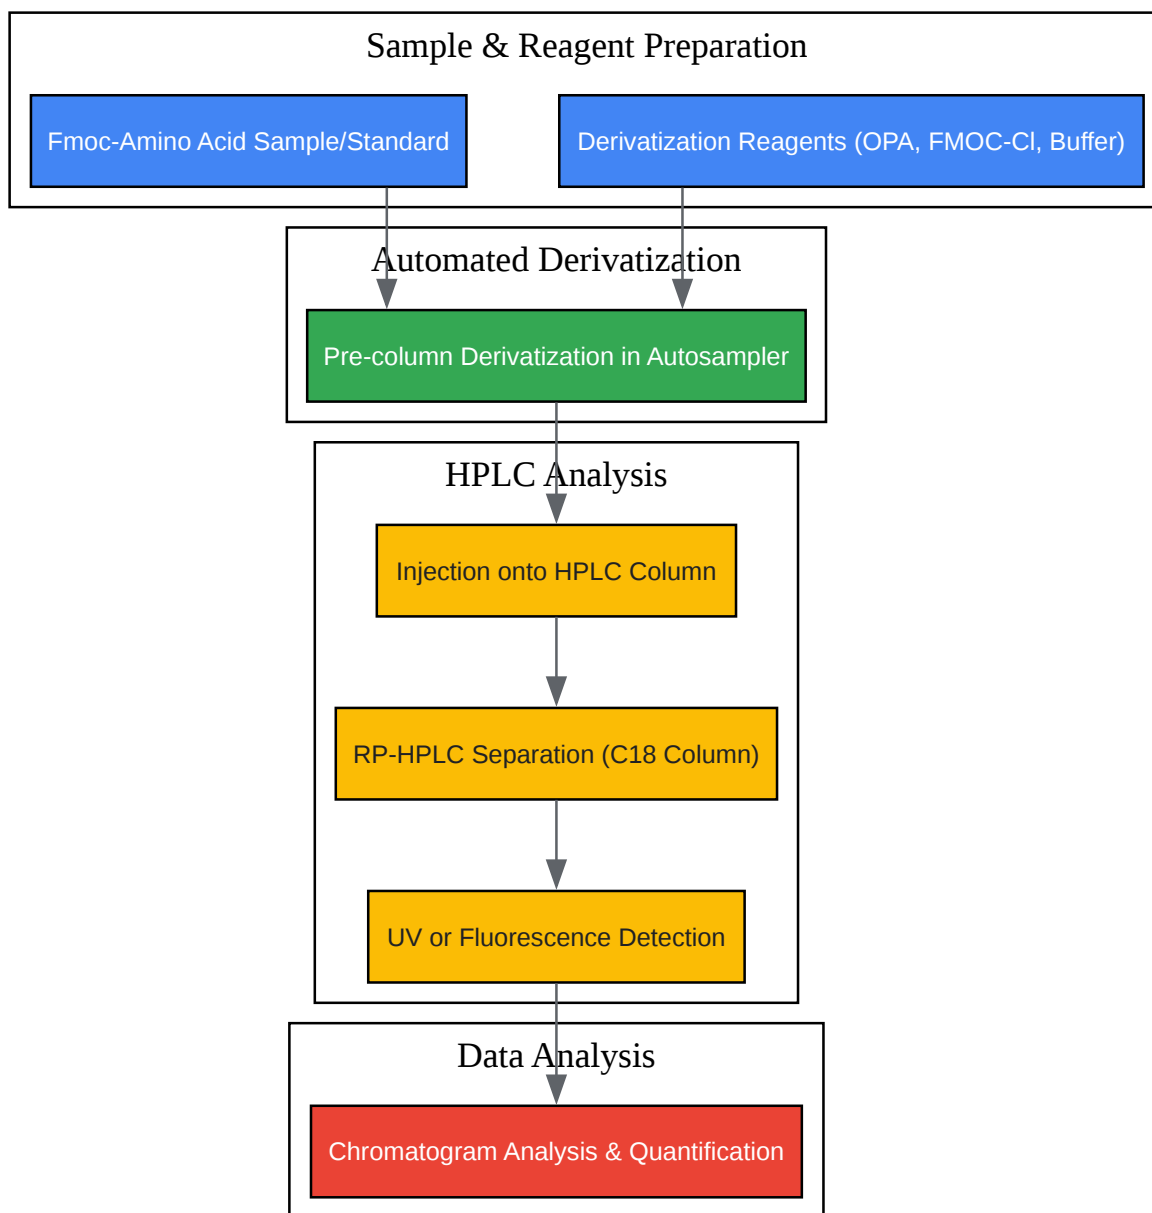 Sample & Reagent Preparation
Fmoc-Amino Acid Sample/Standard
Derivatization Reagents (OPA, FMOC-Cl, Buffer)
Automated Derivatization
Pre-column Derivatization in Autosampler
HPLC Analysis
Injection onto HPLC Column
RP-HPLC Separation (C18 Column)
UV or Fluorescence Detection
Data Analysis
Chromatogram Analysis & Quantification